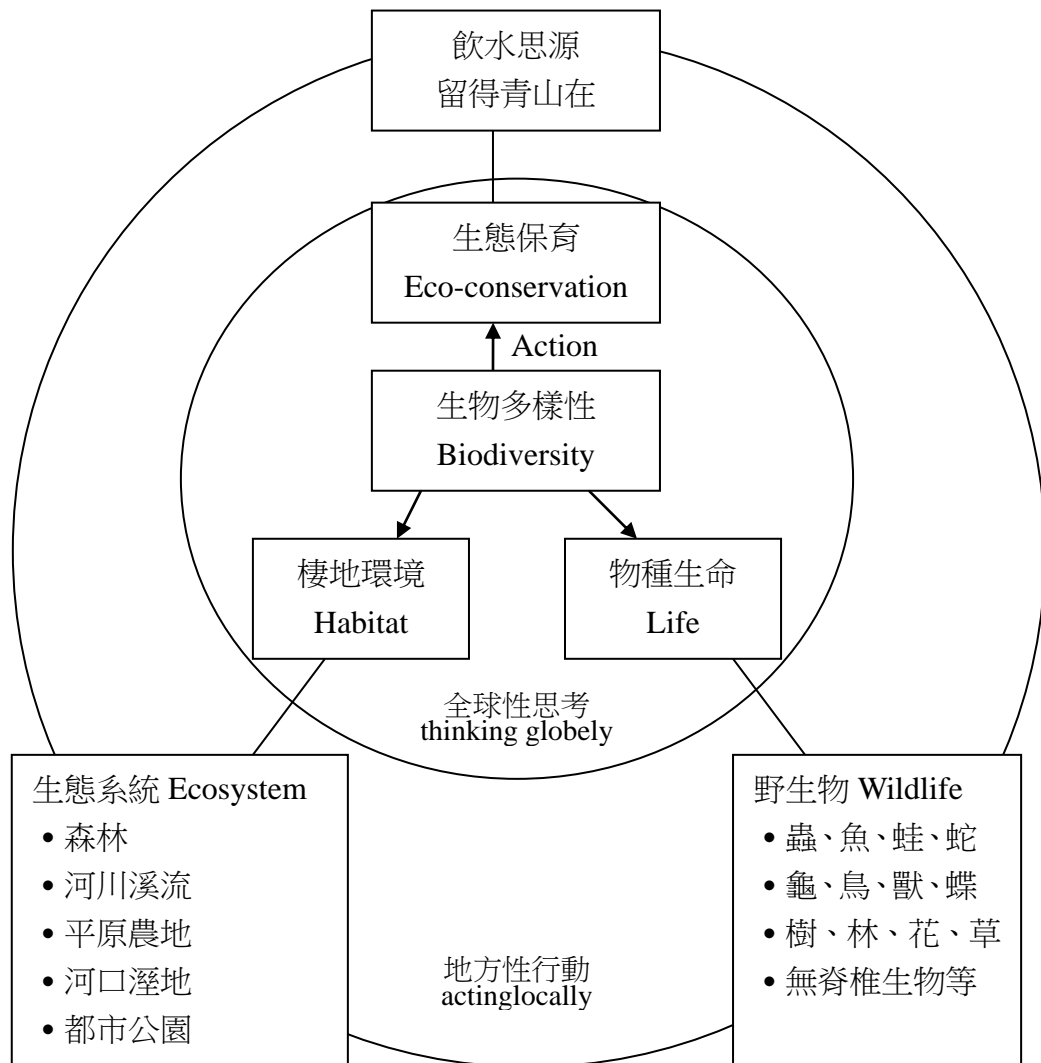 飲水思源
留得青山在
生態保育
Eco-conservation
Action
生物多樣性
Biodiversity
棲地環境
Habitat
物種生命
Life
全球性思考
thinking globely
生態系統 Ecosystem
• 森林
• 河川溪流
• 平原農地
• 河口溼地
• 都市公園
野生物 Wildlife
• 蟲、魚、蛙、蛇
• 龜、鳥、獸、蝶
• 樹、林、花、草
• 無脊椎生物等
地方性行動
actinglocally